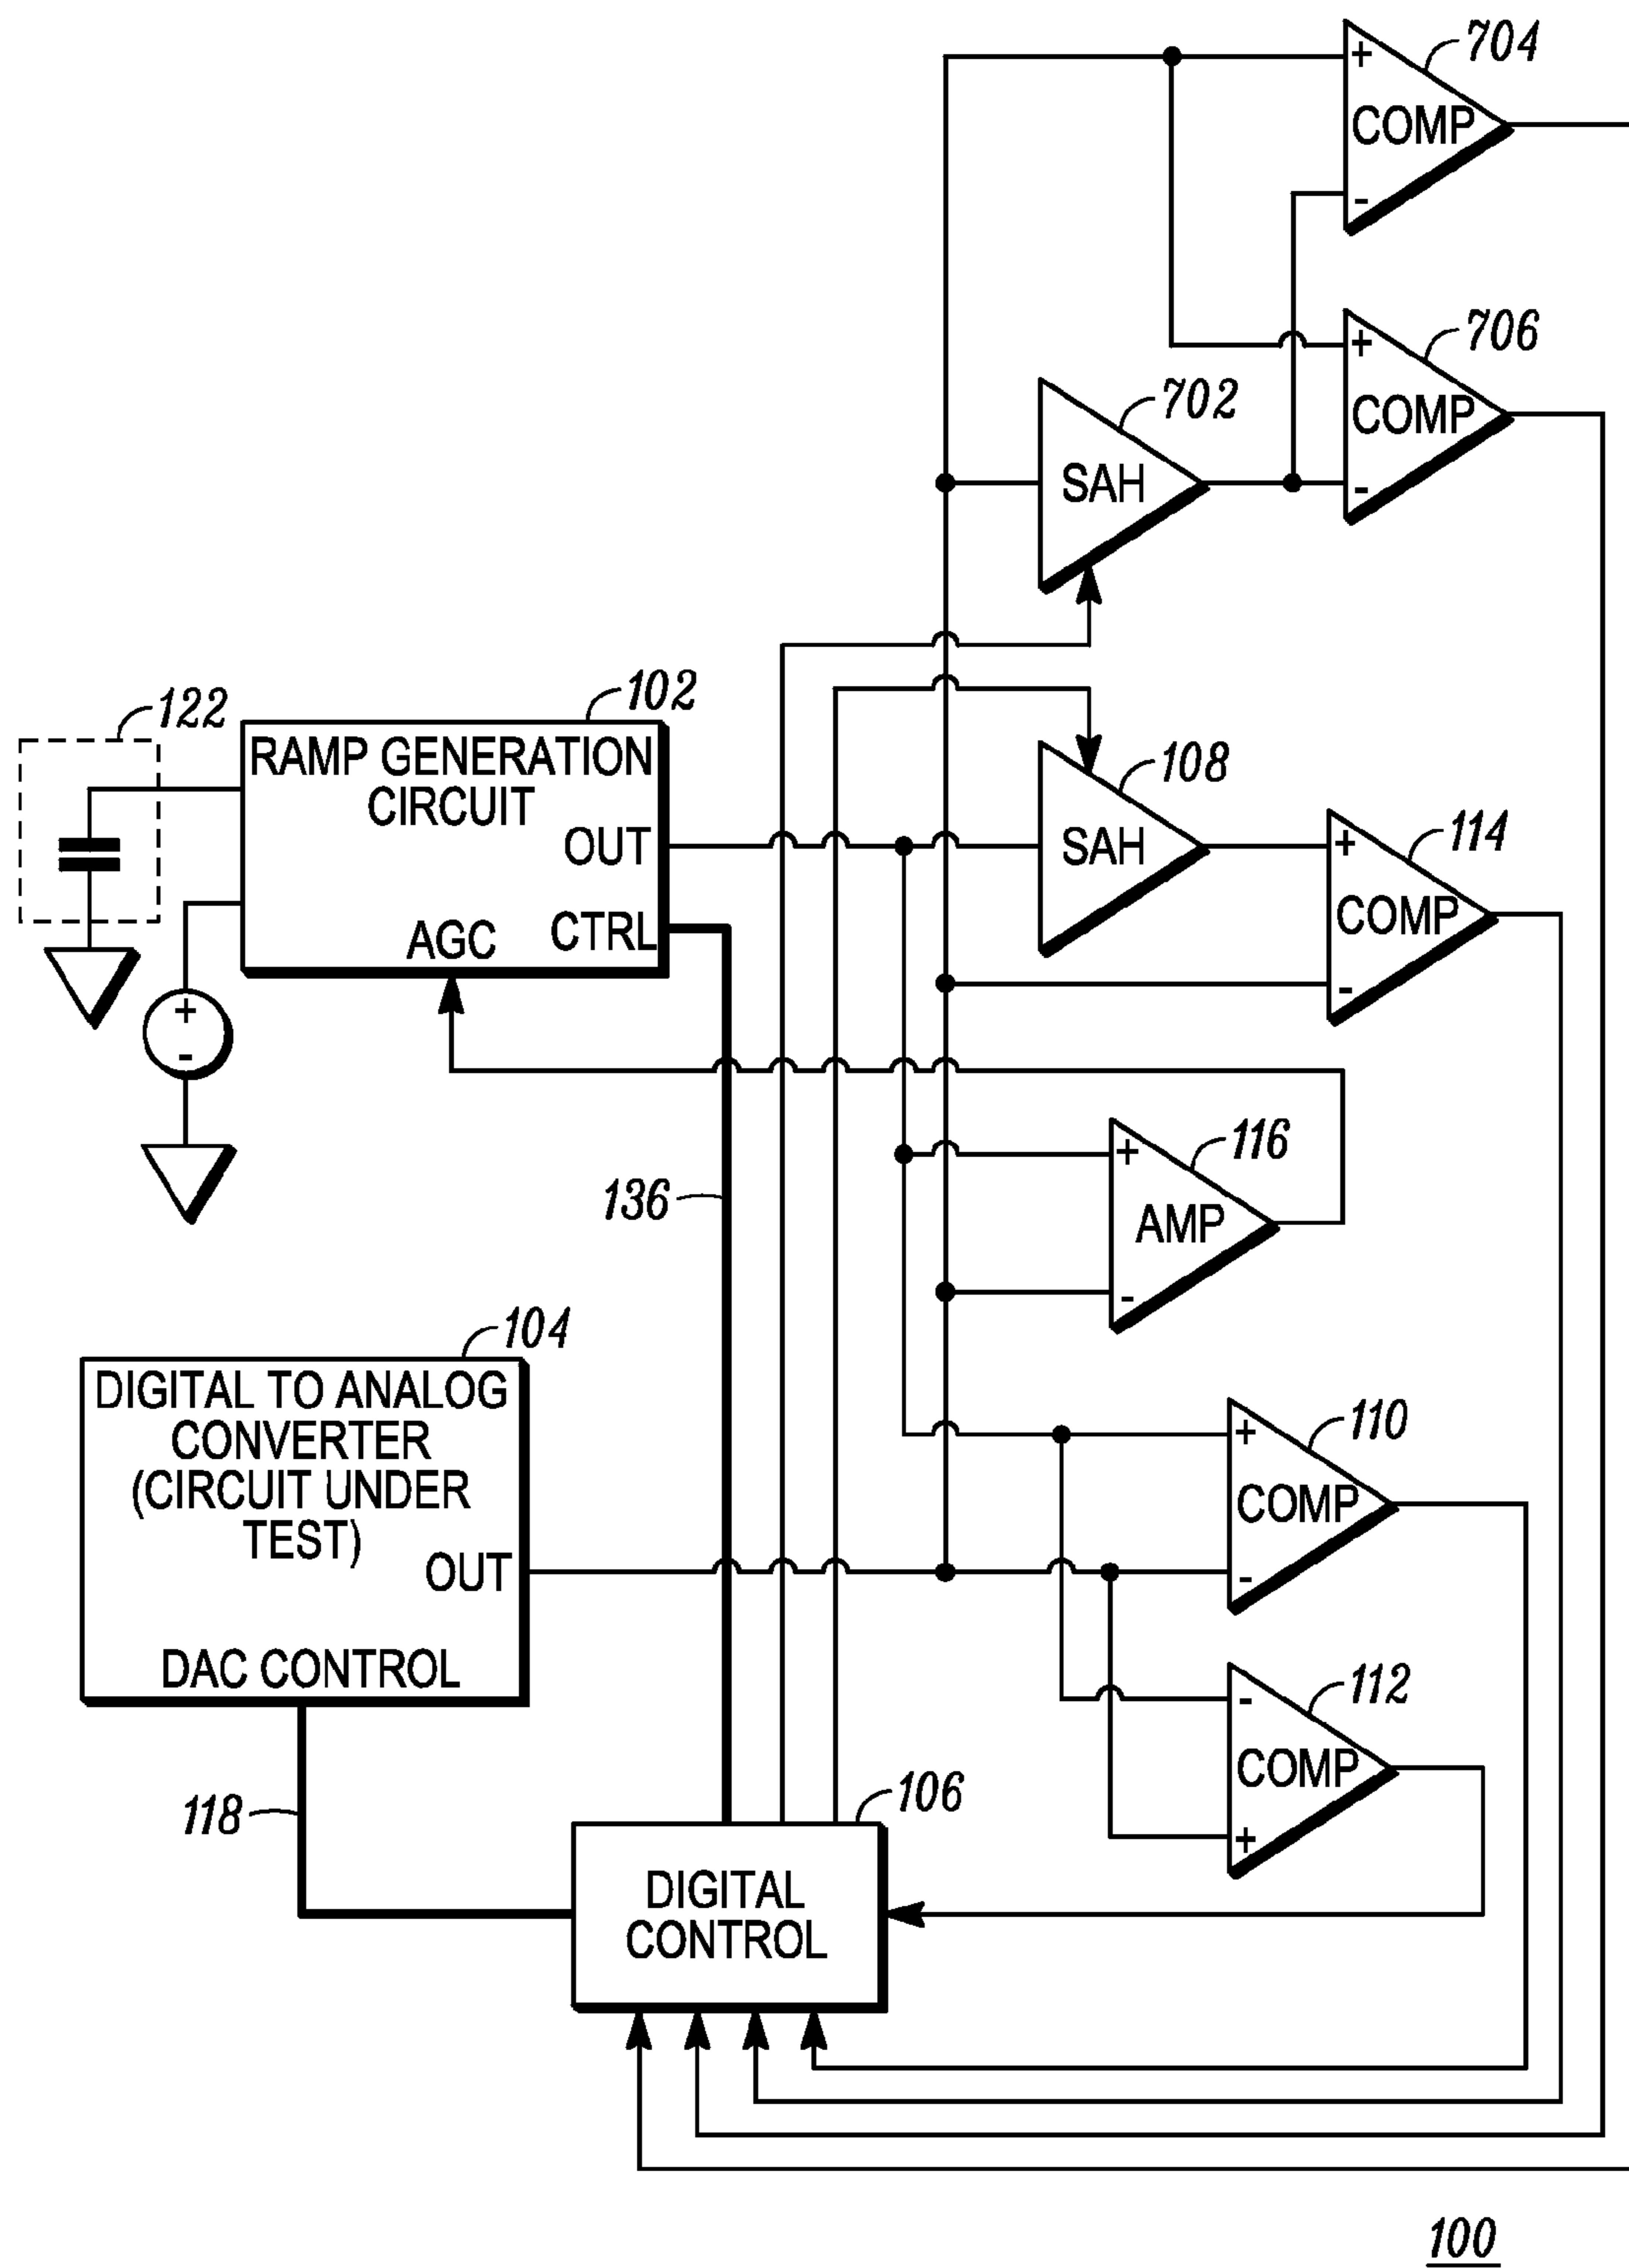 704
+
COMP
-
706
+
COMP
-
702
SAH
102
122
RAMP GENERATION
CIRCUIT
OUT
AGC
CTRL
108
SAH
114
+
COMP
-
+
-
116
+
AMP
-
136
104
DIGITAL TO ANALOG
CONVERTER
(CIRCUIT UNDER
TEST)
OUT
DAC CONTROL
110
+
COMP
-
112
-
COMP
+
118
106
DIGITAL
CONTROL
100